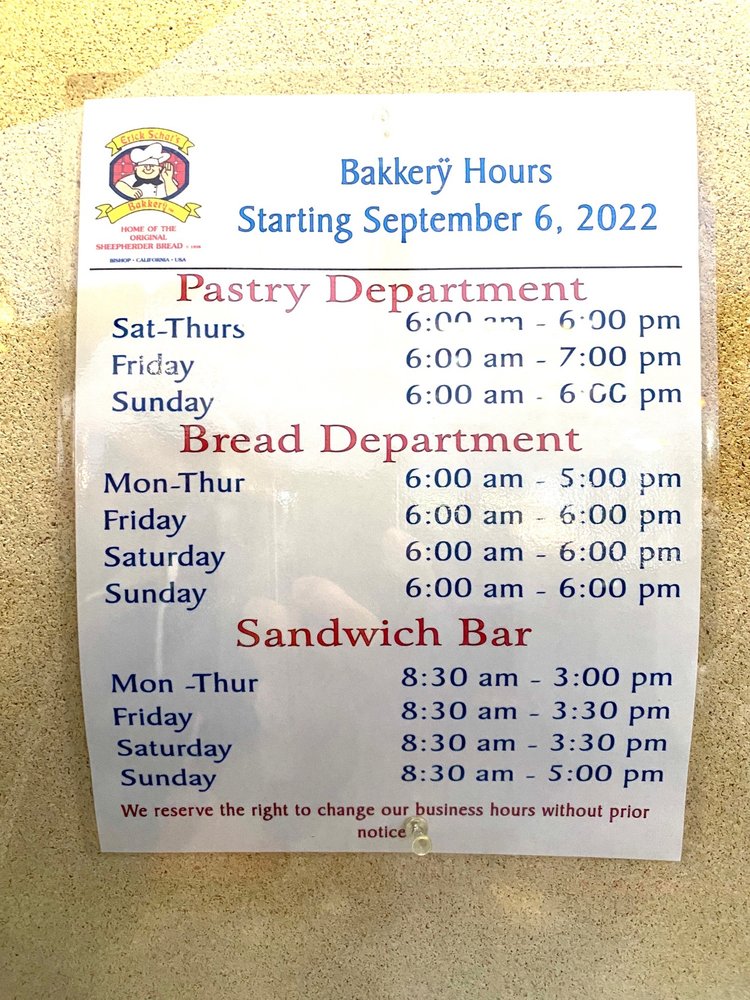 Erick Schat's
Bakkerÿ
HOME OF THE
ORIGINAL
SHEEPHERDER BREAD
BISHOP • CALIFORNIA • USA
Bakkerÿ Hours
Starting September 6, 2022
Pastry Department
Sat-Thurs 6:00 am - 6:00 pm
Friday 6:00 am - 7:00 pm
Sunday 6:00 am - 6:00 pm
Bread Department
Mon-Thur 6:00 am - 5:00 pm
Friday 6:00 am - 6:00 pm
Saturday 6:00 am - 6:00 pm
Sunday 6:00 am - 6:00 pm
Sandwich Bar
Mon -Thur 8:30 am - 3:00 pm
Friday 8:30 am - 3:30 pm
Saturday 8:30 am - 3:30 pm
Sunday 8:30 am - 5:00 pm
We reserve the right to change our business hours without prior
notice